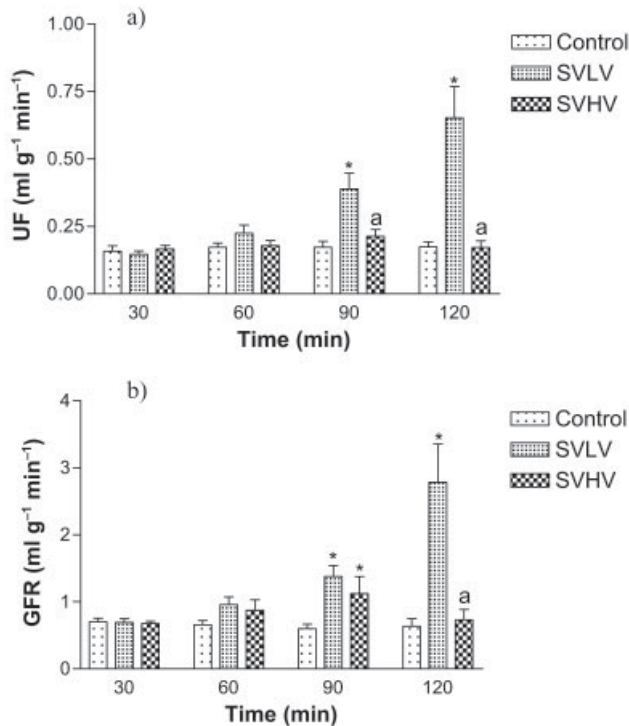 a)
1.00
0.75
0.50
0.25
0.00
UF (ml g⁻¹ min⁻¹)
* * a a
30 60 90 120
Time (min)
Control
SVLV
SVHV
b)
4
3
2
1
0
GFR (ml g⁻¹ min⁻¹)
* * * a
30 60 90 120
Time (min)
Control
SVLV
SVHV